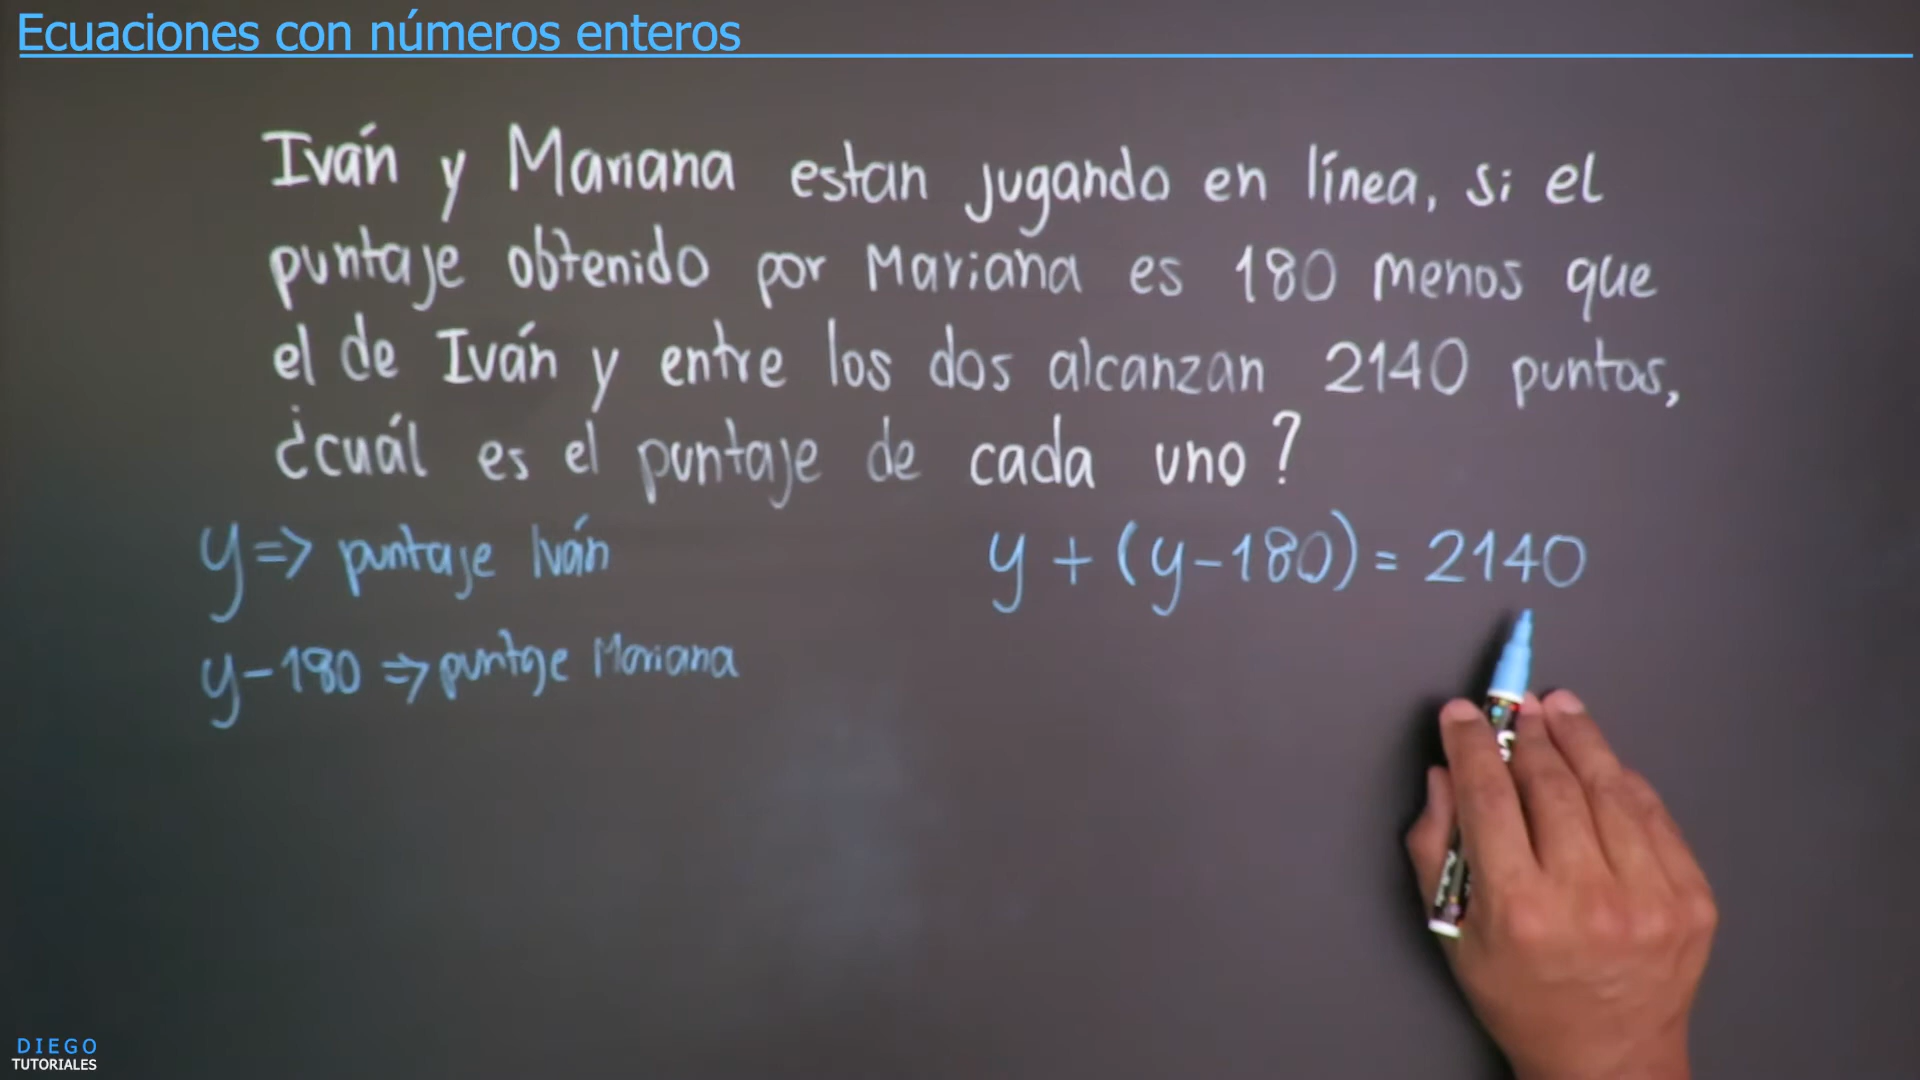 Ecuaciones con números enteros
Iván y Mariana estan jugando en línea, si el
puntaje obtenido por Mariana es 180 menos que
el de Iván y entre los dos alcanzan 2140 puntos,
¿cuál es el puntaje de cada uno?
y => puntaje Iván
y + (y - 180) = 2140
y - 180 => puntaje Mariana
DIEGO
TUTORIALES